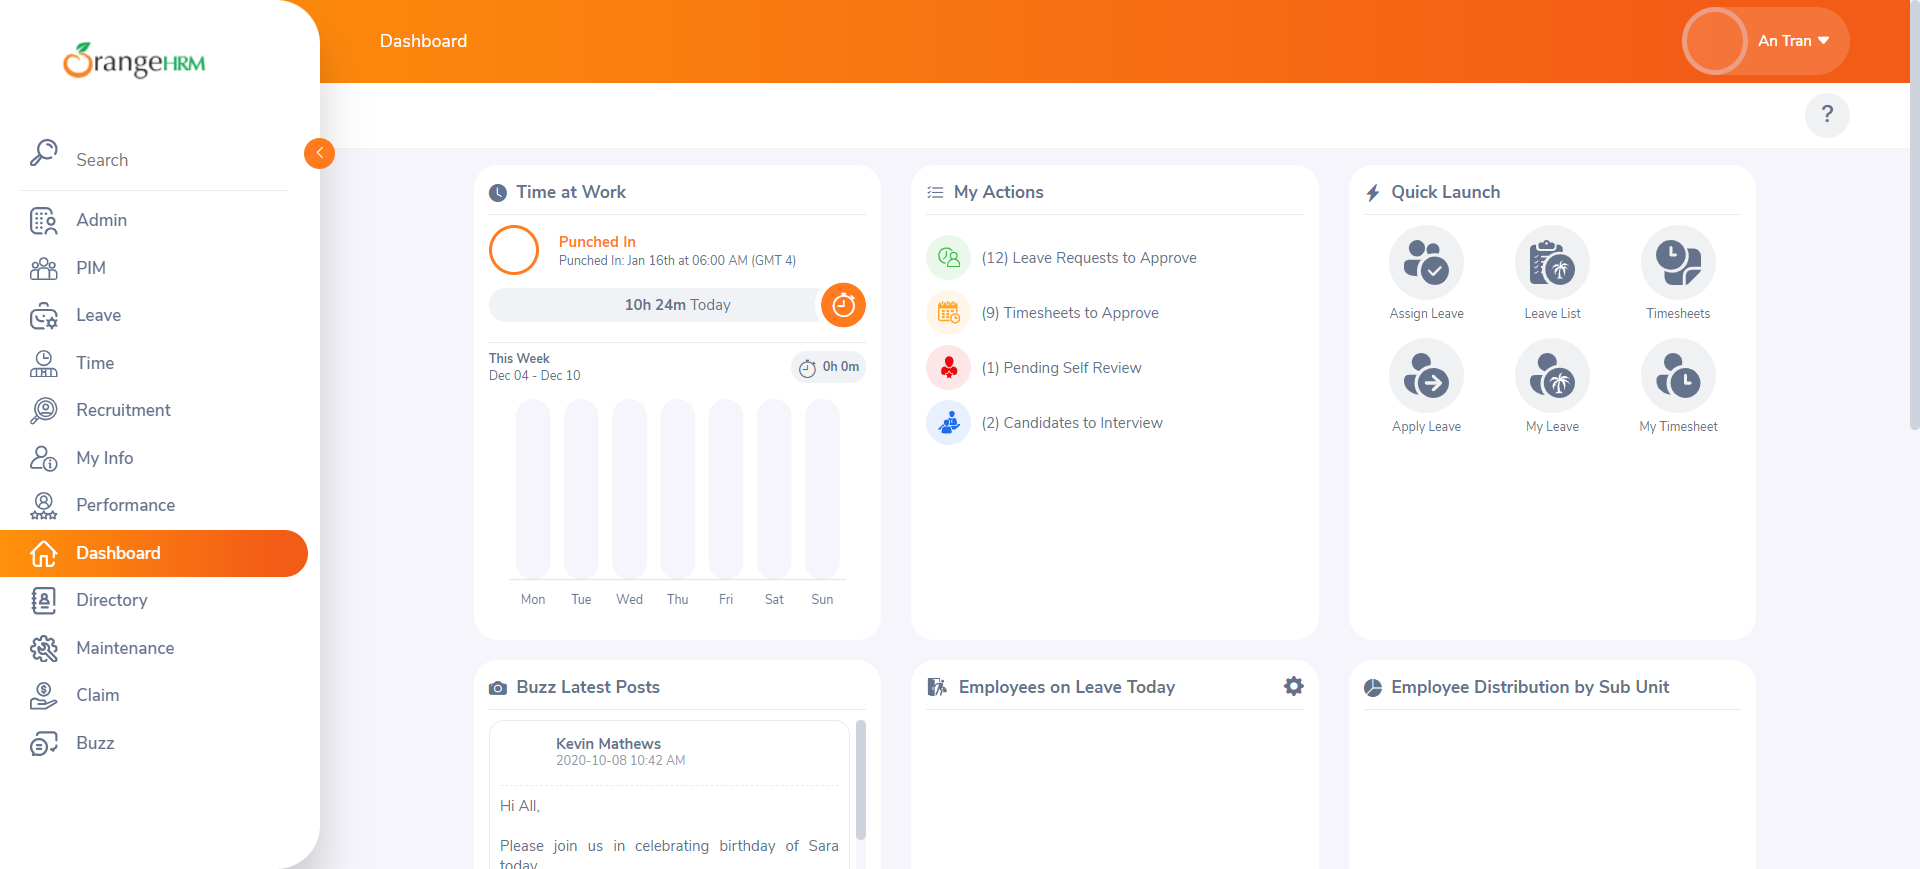 OrangeHRM
Dashboard
An Tran
?
Search
Admin
PIM
Leave
Time
Recruitment
My Info
Performance
Dashboard
Directory
Maintenance
Claim
Buzz
Time at Work
Punched In
Punched In: Jan 16th at 06:00 AM (GMT 4)
10h 24m Today
This Week
Dec 04 - Dec 10
0h 0m
Mon Tue Wed Thu Fri Sat Sun
My Actions
(12) Leave Requests to Approve
(9) Timesheets to Approve
(1) Pending Self Review
(2) Candidates to Interview
Quick Launch
Assign Leave
Leave List
Timesheets
Apply Leave
My Leave
My Timesheet
Buzz Latest Posts
Kevin Mathews
2020-10-08 10:42 AM
Hi All,
Please join us in celebrating birthday of Sara
today
Employees on Leave Today
Employee Distribution by Sub Unit